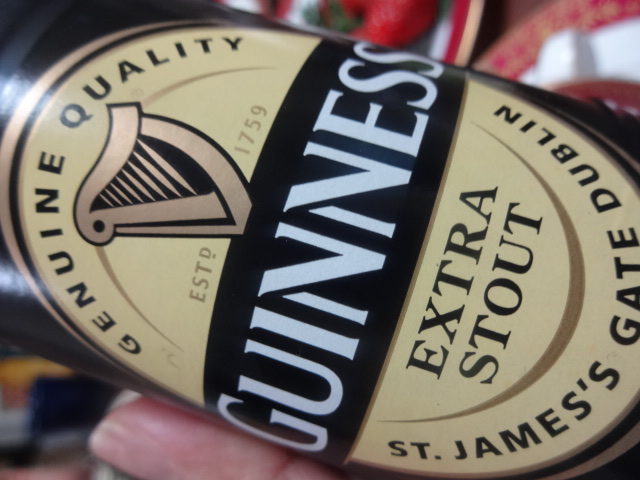 GENUINE QUALITY
ESTD 1759
GUINNESS
EXTRA
STOUT
ST. JAMES'S GATE DUBLIN